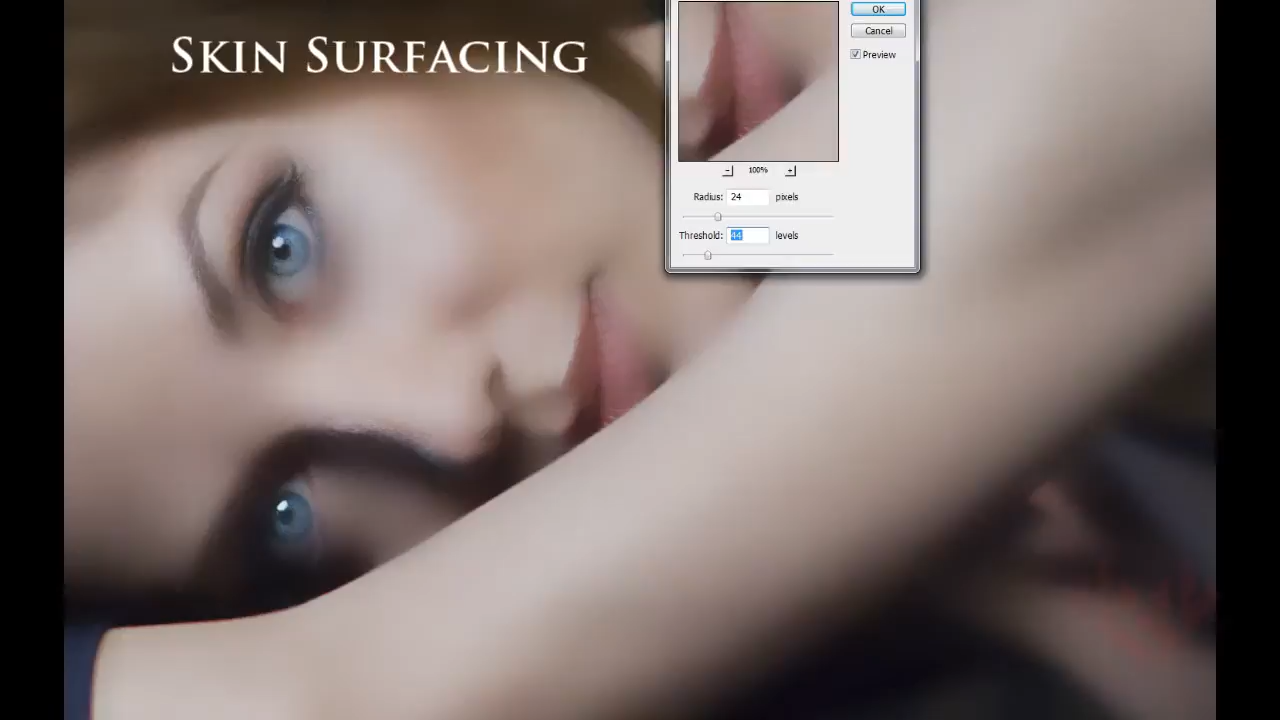 SKIN SURFACING
OK
Cancel
Preview
100%
Radius: 24 pixels
Threshold: 44 levels